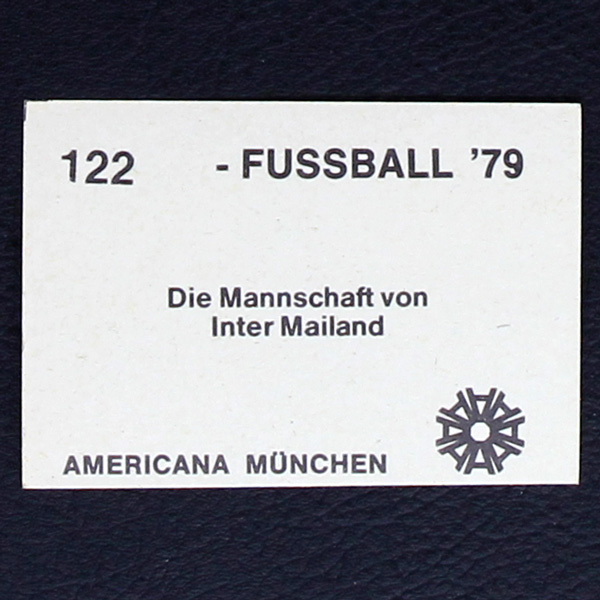 122 - FUSSBALL ’79
Die Mannschaft von
Inter Mailand
AMERICANA MÜNCHEN